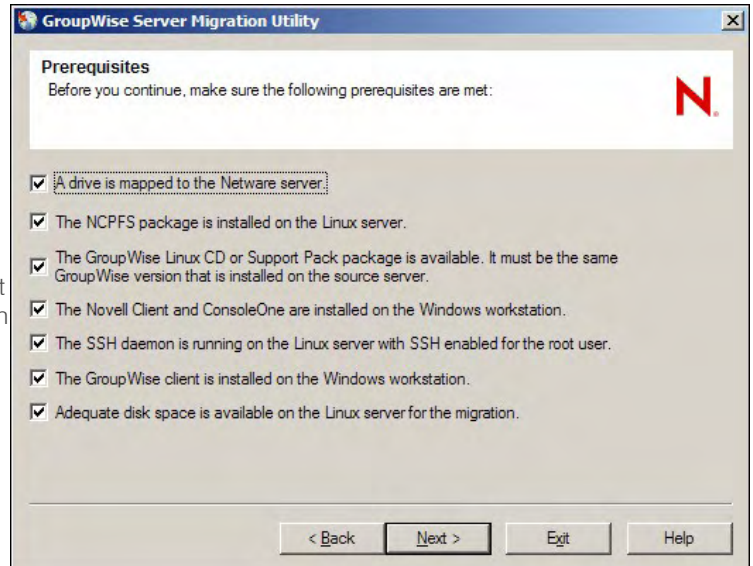 GroupWise Server Migration Utility
Prerequisites
Before you continue, make sure the following prerequisites are met:
N
A drive is mapped to the Netware server.
The NCPFS package is installed on the Linux server.
The GroupWise Linux CD or Support Pack package is available. It must be the same
GroupWise version that is installed on the source server.
The Novell Client and ConsoleOne are installed on the Windows workstation.
The SSH daemon is running on the Linux server with SSH enabled for the root user.
The GroupWise client is installed on the Windows workstation.
Adequate disk space is available on the Linux server for the migration.
< Back
Next >
Exit
Help